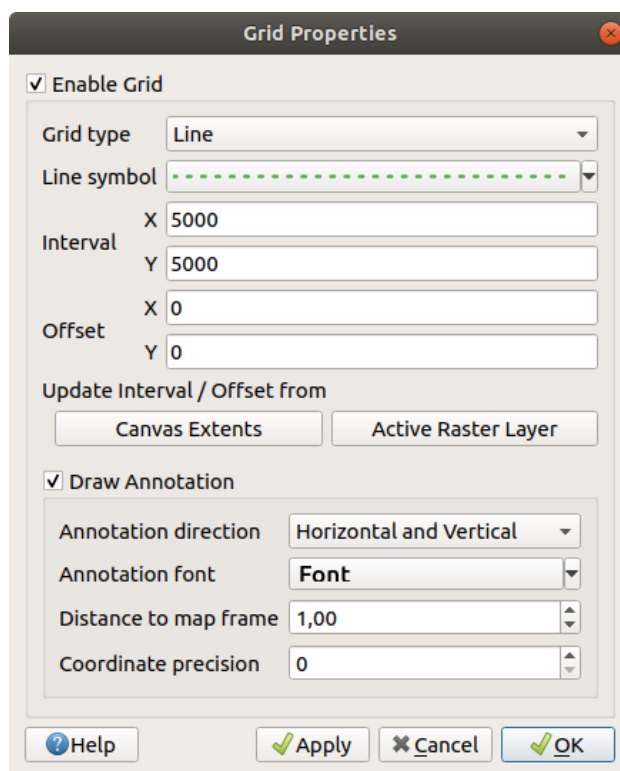 Grid Properties
Enable Grid
Grid type Line
Line symbol
Interval X 5000
Y 5000
Offset X 0
Y 0
Update Interval / Offset from
Canvas Extents Active Raster Layer
Draw Annotation
Annotation direction Horizontal and Vertical
Annotation font Font
Distance to map frame 1,00
Coordinate precision 0
Help Apply Cancel OK